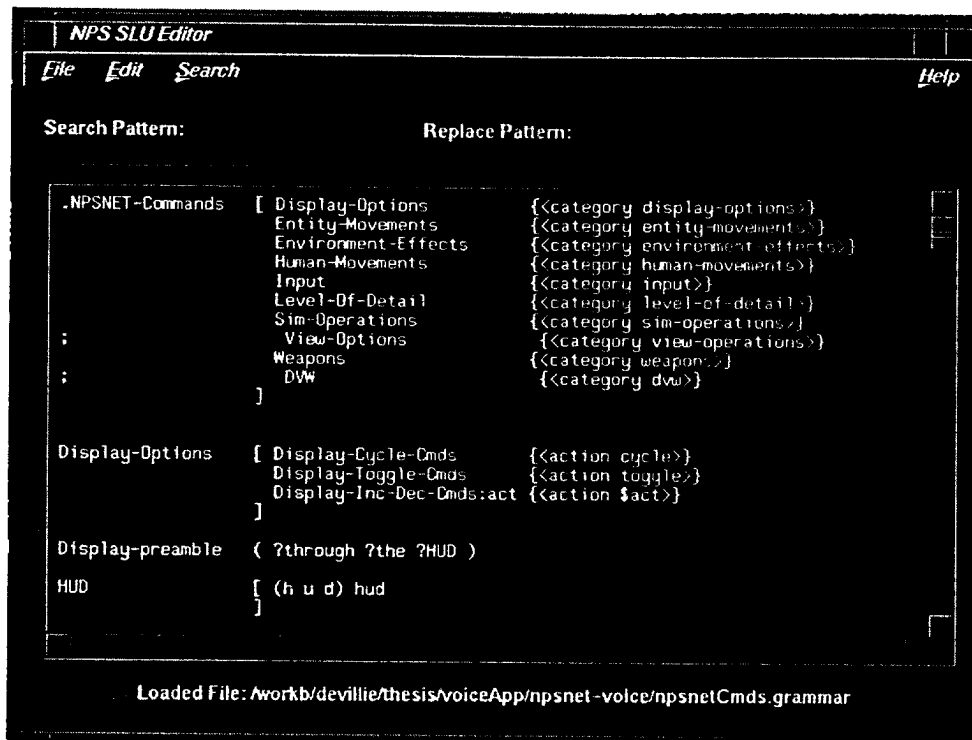 NPS SLU Editor
File Edit Search Help
Search Pattern: Replace Pattern:
.NPSNET-Commands [ Display-Options {<category display-options>}
Entity-Movements {<category entity-movements>}
Environment-Effects {<category environment-effects>}
Human-Movements {<category human-movements>}
Input {<category input>}
Level-Of-Detail {<category level-of-detail>}
Sim-Operations {<category sim-operations>}
; View-Options {<category view-operations>}
Weapons {<category weapons>}
; DVW {<category dvw>}
]
Display-Options [ Display-Cycle-Cmds {<action cycle>}
Display-Toggle-Cmds {<action toggle>}
Display-Inc-Dec-Cmds:act {<action $act>}
]
Display-preamble ( ?through ?the ?HUD )
HUD [ (h u d) hud
]
Loaded File: /workb/devillie/thesis/voiceApp/npsnet-voice/npsnetCmds.grammar